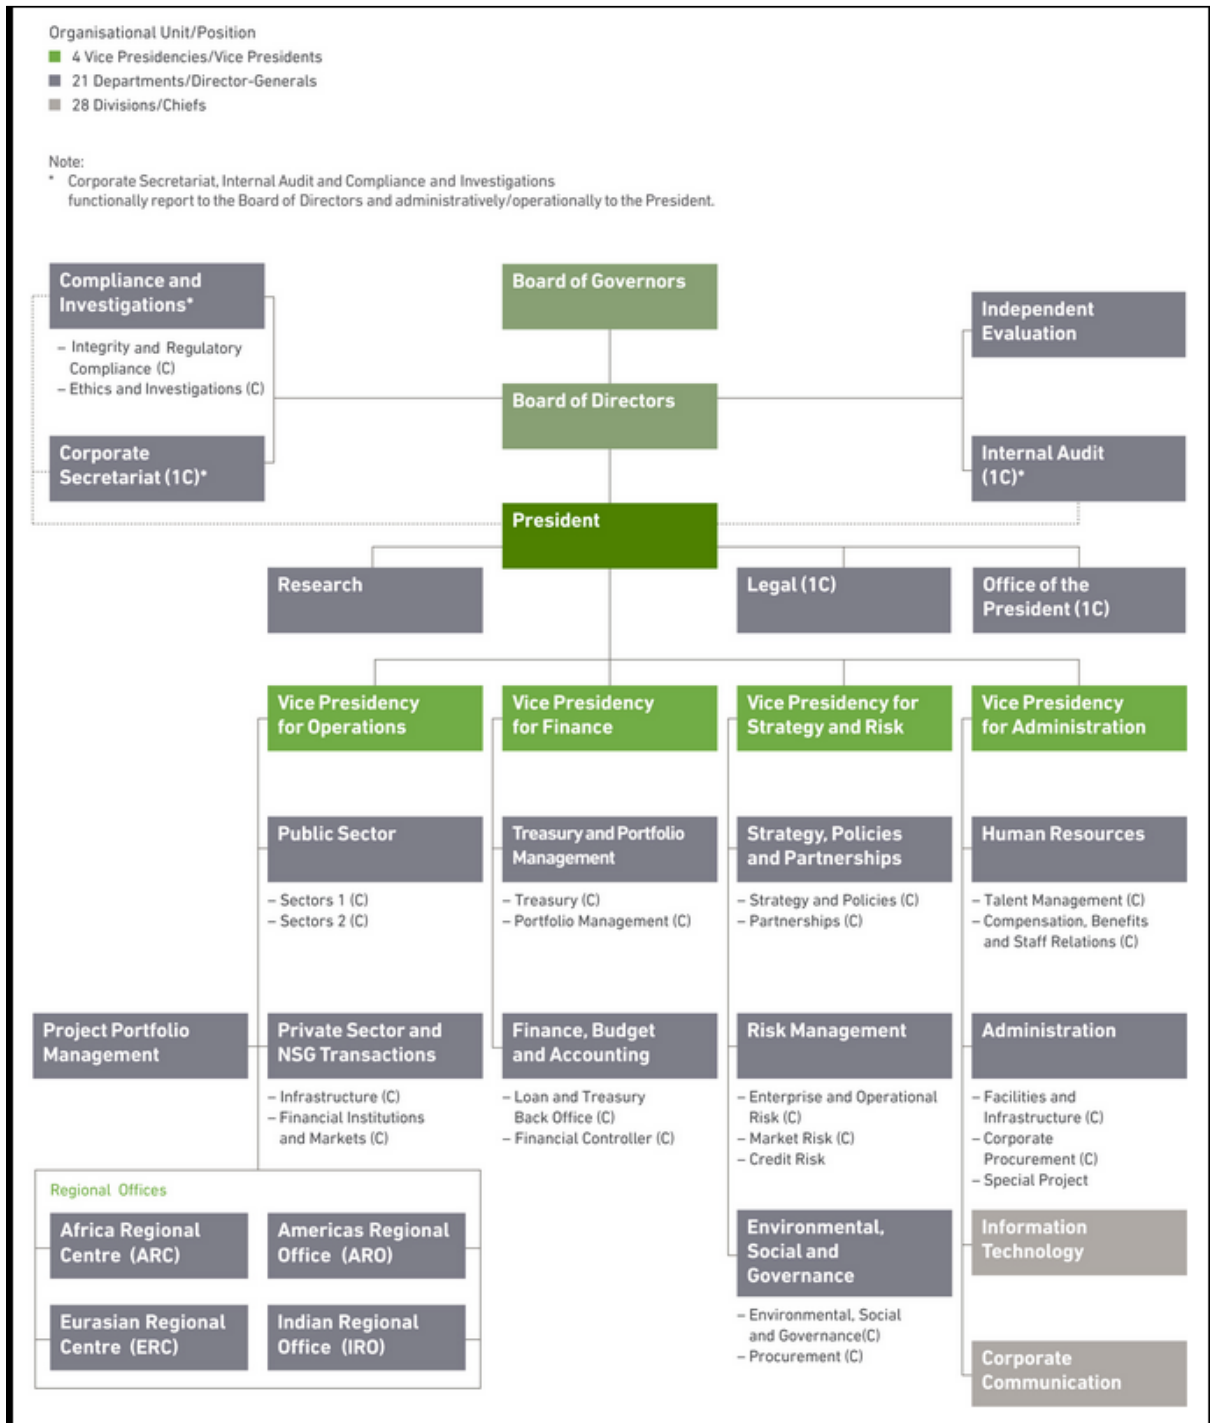 Organisational Unit/Position
4 Vice Presidencies/Vice Presidents
21 Departments/Director-Generals
28 Divisions/Chiefs
Note:
* Corporate Secretariat, Internal Audit and Compliance and Investigations
functionally report to the Board of Directors and administratively/operationally to the President.
Compliance and
Investigations*
– Integrity and Regulatory
Compliance (C)
– Ethics and Investigations (C)
Corporate
Secretariat (1C)*
Board of Governors
Board of Directors
Independent
Evaluation
Internal Audit
(1C)*
President
Research
Legal (1C)
Office of the
President (1C)
Vice Presidency
for Operations
Public Sector
– Sectors 1 (C)
– Sectors 2 (C)
Project Portfolio
Management
Private Sector and
NSG Transactions
– Infrastructure (C)
– Financial Institutions
and Markets (C)
Regional Offices
Africa Regional
Centre (ARC)
Americas Regional
Office (ARO)
Eurasian Regional
Centre (ERC)
Indian Regional
Office (IRO)
Vice Presidency
for Finance
Treasury and Portfolio
Management
– Treasury (C)
– Portfolio Management (C)
Finance, Budget
and Accounting
– Loan and Treasury
Back Office (C)
– Financial Controller (C)
Vice Presidency for
Strategy and Risk
Strategy, Policies
and Partnerships
– Strategy and Policies (C)
– Partnerships (C)
Risk Management
– Enterprise and Operational
Risk (C)
– Market Risk (C)
– Credit Risk
Environmental,
Social and
Governance
– Environmental, Social
and Governance(C)
– Procurement (C)
Vice Presidency
for Administration
Human Resources
– Talent Management (C)
– Compensation, Benefits
and Staff Relations (C)
Administration
– Facilities and
Infrastructure (C)
– Corporate
Procurement (C)
– Special Project
Information
Technology
Corporate
Communication